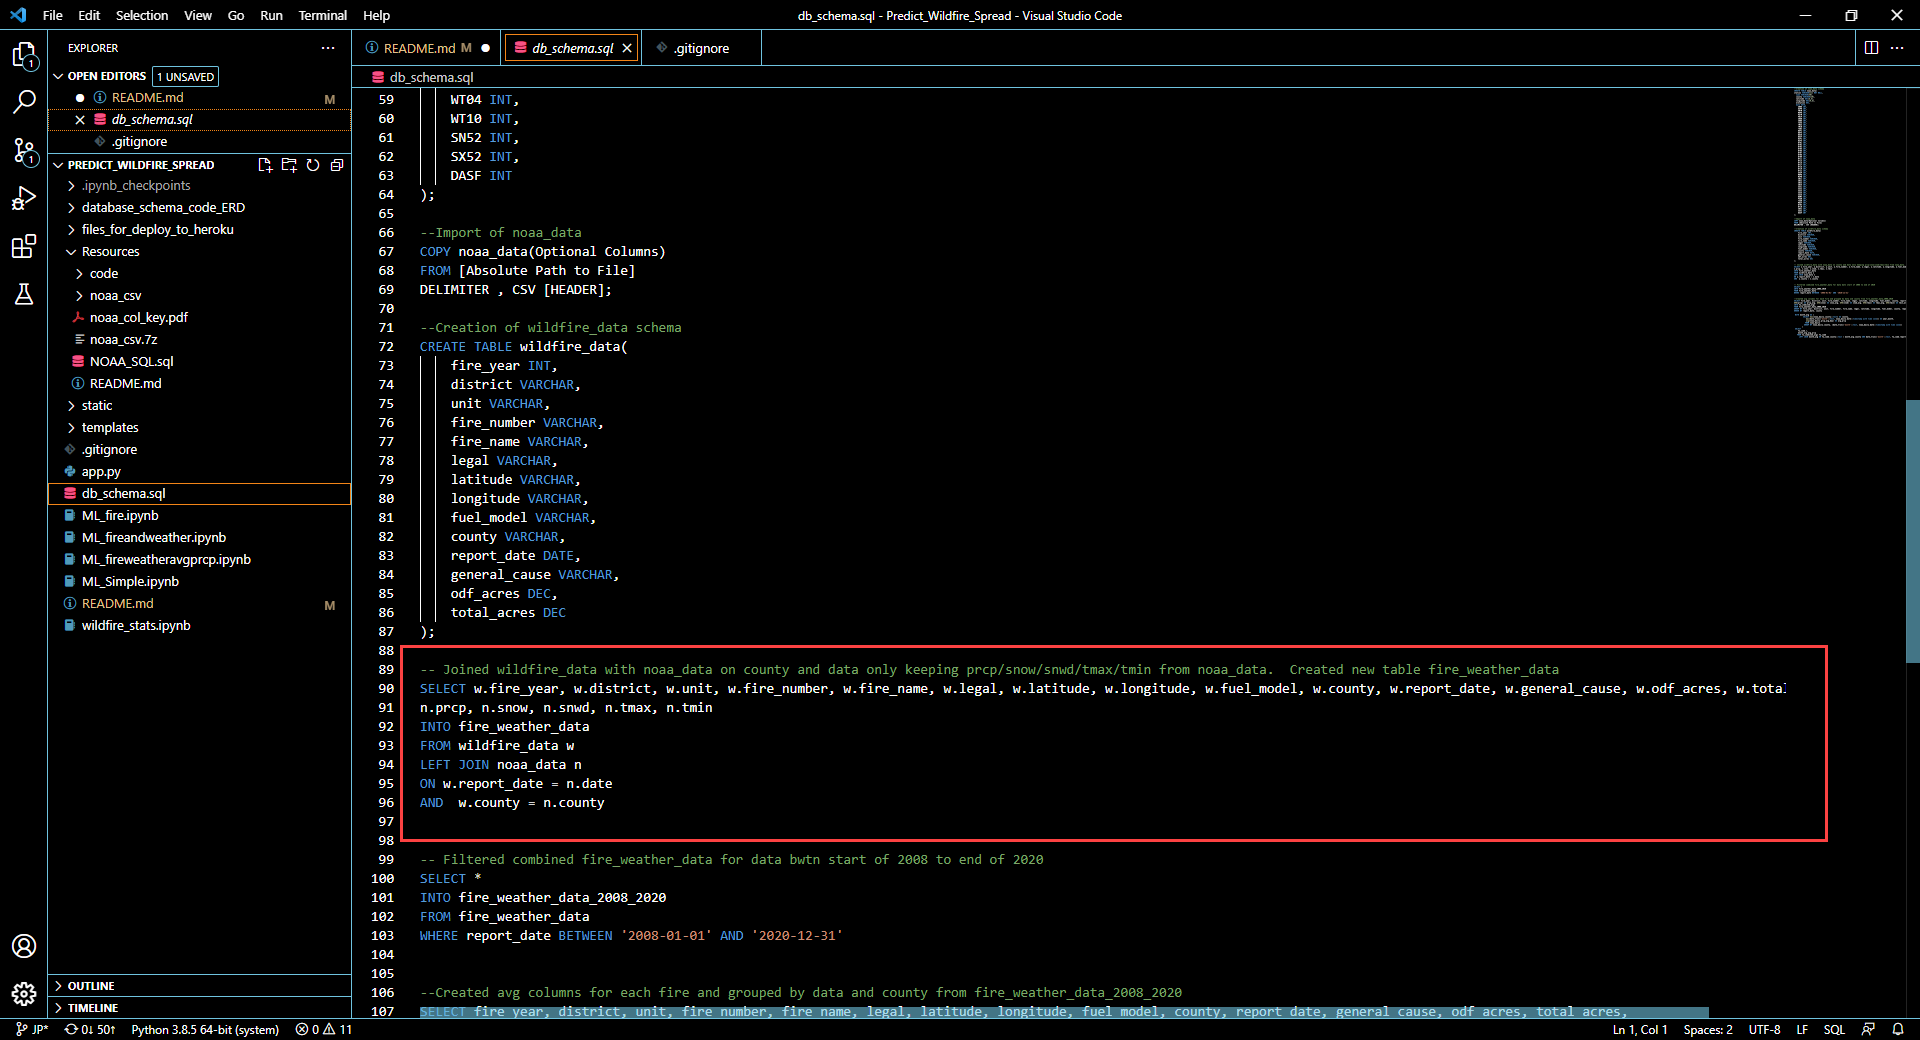 File Edit Selection View Go Run Terminal Help
db_schema.sql - Predict_Wildfire_Spread - Visual Studio Code
EXPLORER
OPEN EDITORS 1 UNSAVED
README.md M
db_schema.sql
.gitignore
PREDICT_WILDFIRE_SPREAD
.ipynb_checkpoints
database_schema_code_ERD
files_for_deploy_to_heroku
Resources
code
noaa_csv
noaa_col_key.pdf
noaa_csv.7z
NOAA_SQL.sql
README.md
static
templates
.gitignore
app.py
db_schema.sql
ML_fire.ipynb
ML_fireandweather.ipynb
ML_fireweatheravgprcp.ipynb
ML_Simple.ipynb
README.md M
wildfire_stats.ipynb
OUTLINE
TIMELINE
1
1
README.md M db_schema.sql .gitignore
db_schema.sql
59 WT04 INT,
60 WT10 INT,
61 SN52 INT,
62 SX52 INT,
63 DASF INT
64 );
65
66 --Import of noaa_data
67 COPY noaa_data(Optional Columns)
68 FROM [Absolute Path to File]
69 DELIMITER , CSV [HEADER];
70
71 --Creation of wildfire_data schema
72 CREATE TABLE wildfire_data(
73 fire_year INT,
74 district VARCHAR,
75 unit VARCHAR,
76 fire_number VARCHAR,
77 fire_name VARCHAR,
78 legal VARCHAR,
79 latitude VARCHAR,
80 longitude VARCHAR,
81 fuel_model VARCHAR,
82 county VARCHAR,
83 report_date DATE,
84 general_cause VARCHAR,
85 odf_acres DEC,
86 total_acres DEC
87 );
88
89 -- Joined wildfire_data with noaa_data on county and data only keeping prcp/snow/snwd/tmax/tmin from noaa_data.  Created new table fire_weather_data
90 SELECT w.fire_year, w.district, w.unit, w.fire_number, w.fire_name, w.legal, w.latitude, w.longitude, w.fuel_model, w.county, w.report_date, w.general_cause, w.odf_acres, w.total
91 n.prcp, n.snow, n.snwd, n.tmax, n.tmin
92 INTO fire_weather_data
93 FROM wildfire_data w
94 LEFT JOIN noaa_data n
95 ON w.report_date = n.date
96 AND  w.county = n.county
97
98
99 -- Filtered combined fire_weather_data for data bwtn start of 2008 to end of 2020
100 SELECT *
101 INTO fire_weather_data_2008_2020
102 FROM fire_weather_data
103 WHERE report_date BETWEEN '2008-01-01' AND '2020-12-31'
104
105
106 --Created avg columns for each fire and grouped by data and county from fire_weather_data_2008_2020
107 SELECT fire_year, district, unit, fire_number, fire_name, legal, latitude, longitude, fuel_model, county, report_date, general_cause, odf_acres, total_acres,
JP* 0↓ 50↑ Python 3.8.5 64-bit (system) 0 11
Ln 1, Col 1 Spaces: 2 UTF-8 LF SQL